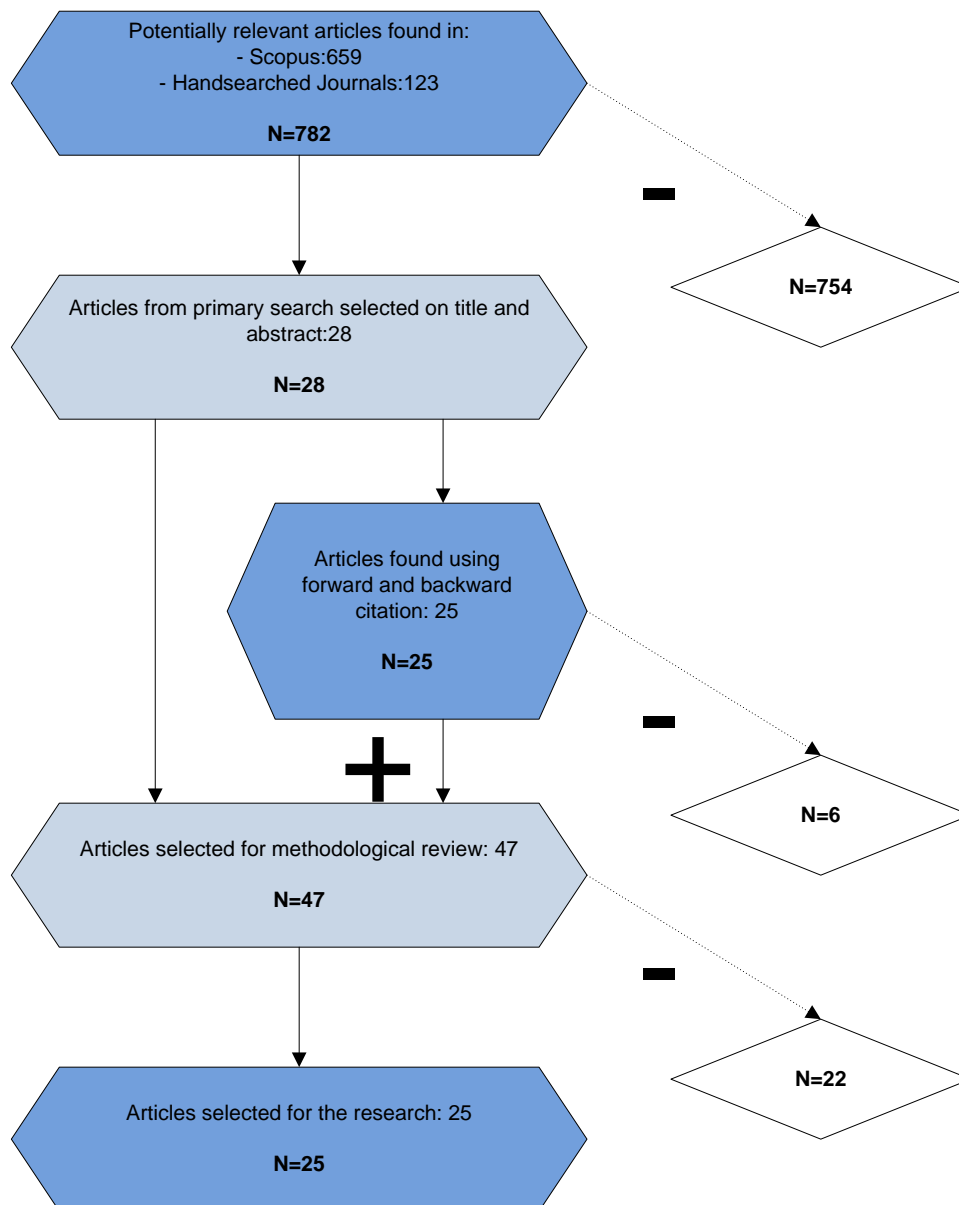 Potentially relevant articles found in:
- Scopus:659
- Handsearched Journals:123
N=782
N=754
Articles from primary search selected on title and
abstract:28
N=28
Articles found using
forward and backward
citation: 25
N=25
N=6
Articles selected for methodological review: 47
N=47
N=22
Articles selected for the research: 25
N=25